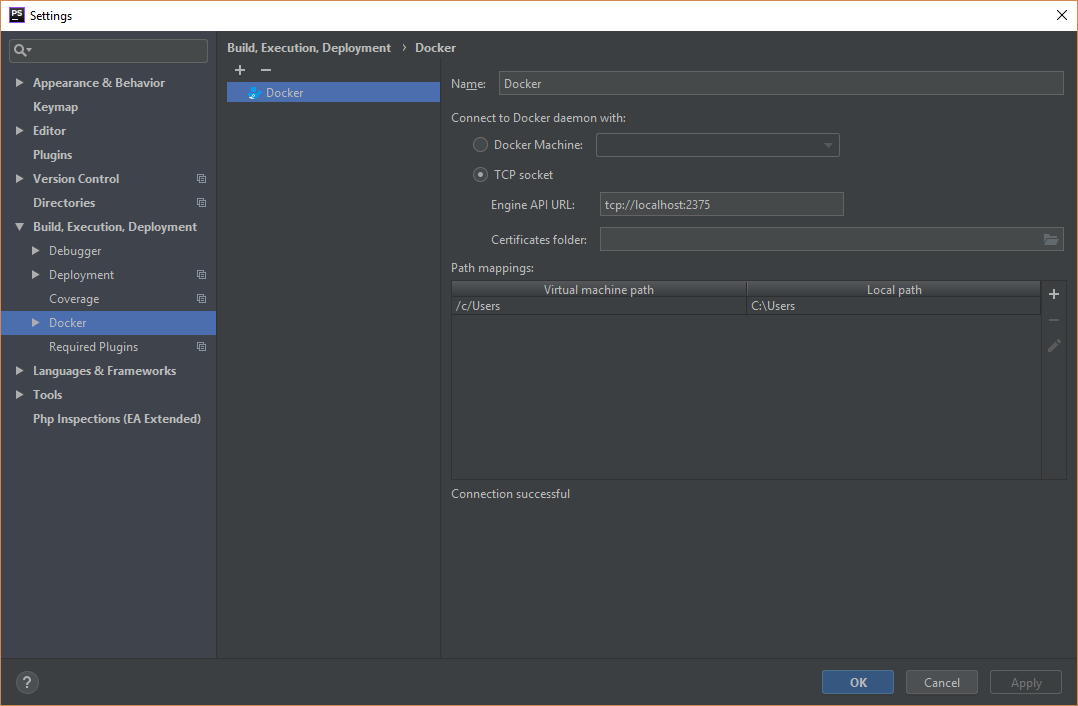 PS Settings
Appearance & Behavior
Keymap
Editor
Plugins
Version Control
Directories
Build, Execution, Deployment
Debugger
Deployment
Coverage
Docker
Required Plugins
Languages & Frameworks
Tools
Php Inspections (EA Extended)
Build, Execution, Deployment › Docker
Docker
Name: Docker
Connect to Docker daemon with:
Docker Machine:
TCP socket
Engine API URL: tcp://localhost:2375
Certificates folder:
Path mappings:
Virtual machine path Local path
/c/Users C:\Users
Connection successful
? OK Cancel Apply